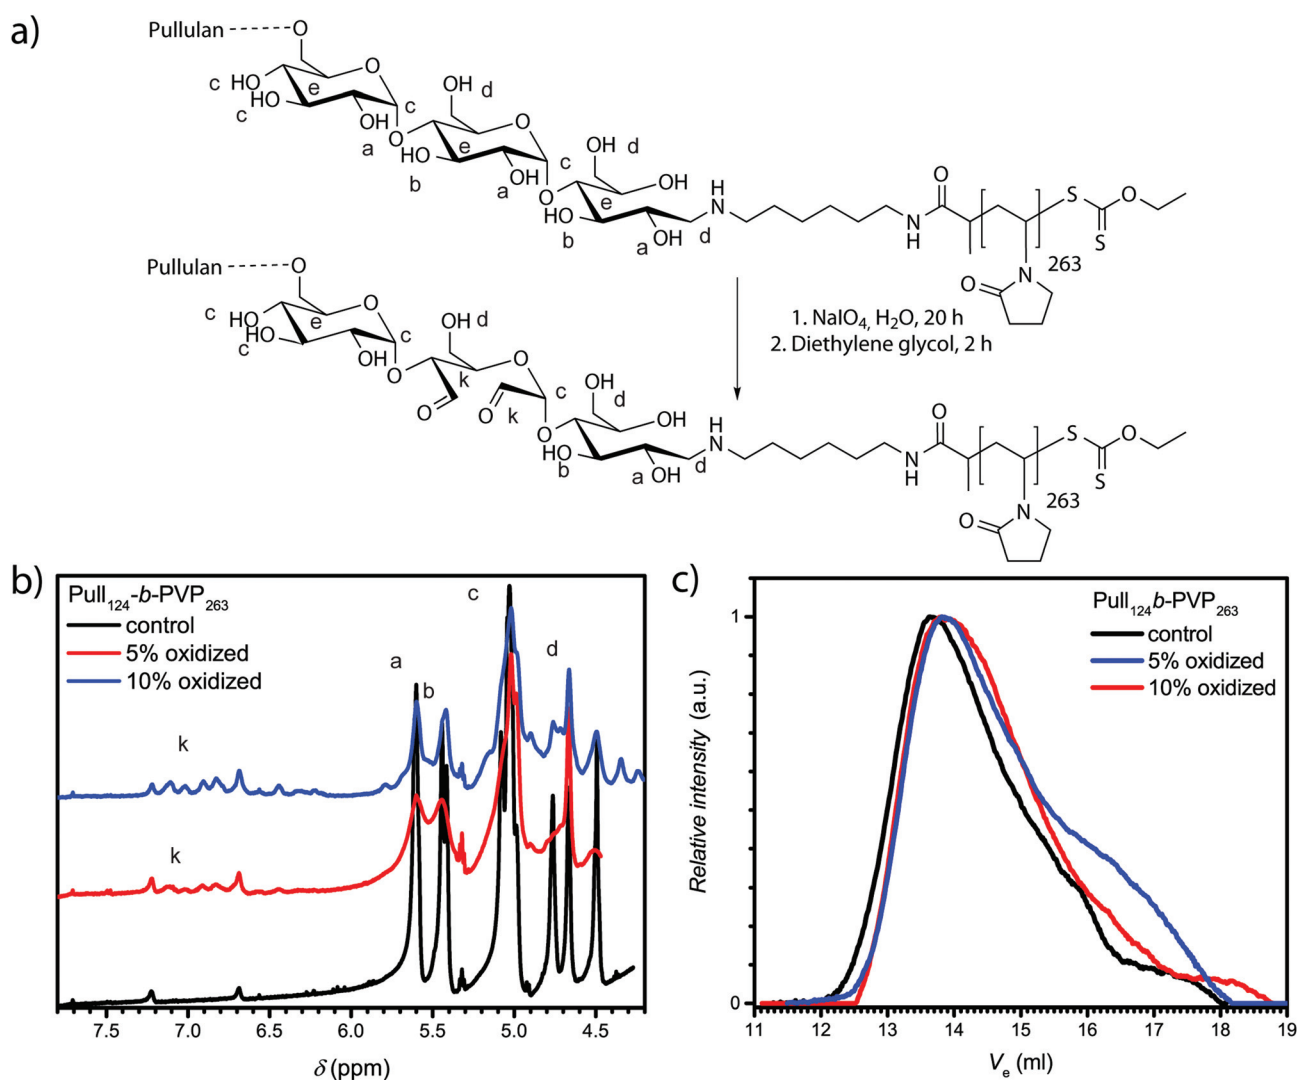 a)
Pullulan
O
O
c
HO
e
c
HO
c
OH
d
OH
a
O
O
e
HO
b
OH
a
c
OH
d
O
e
OH
HO
b
OH
a
d
H
N
N
H
O
S
O
S
263
N
O
Pullulan
O
O
c
HO
e
c
HO
c
OH
OH
d
O
O
k
O
O
k
c
OH
d
O
OH
HO
b
a
OH
d
H
N
N
H
O
S
O
S
263
N
O
1. NaIO4, H2O, 20 h
2. Diethylene glycol, 2 h
b)
Pull124-b-PVP263
control
5% oxidized
10% oxidized
a
b
c
d
k
k
7.5 7.0 6.5 6.0 5.5 5.0 4.5
δ (ppm)
c)
Pull124b-PVP263
control
5% oxidized
10% oxidized
Relative intensity (a.u.)
1
0
11 12 13 14 15 16 17 18 19
Ve (ml)